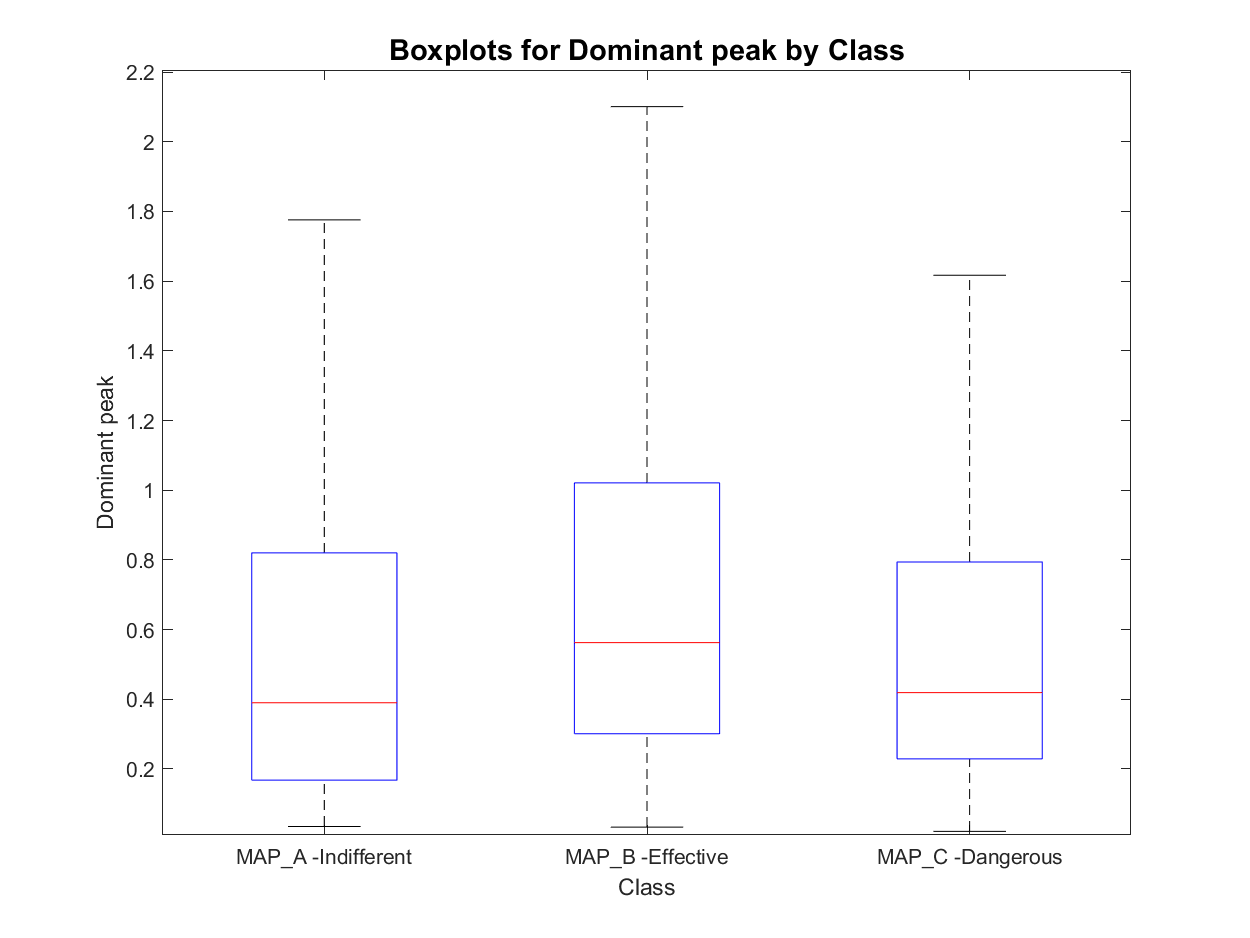 Boxplots for Dominant peak by Class
2.2
2
1.8
1.6
1.4
1.2
1
0.8
0.6
0.4
0.2
Dominant peak
MAP_A -Indifferent
MAP_B -Effective
MAP_C -Dangerous
Class